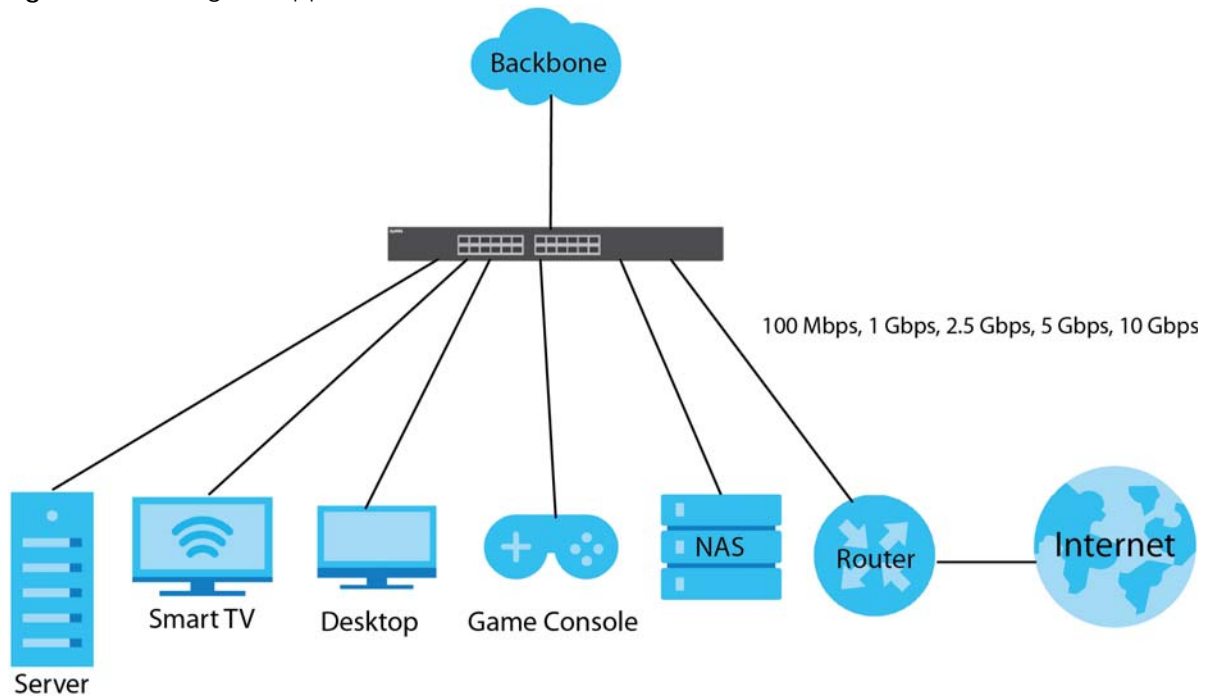 Backbone
100 Mbps, 1 Gbps, 2.5 Gbps, 5 Gbps, 10 Gbps
NAS
Router
Internet
Smart TV
Desktop
Game Console
Server